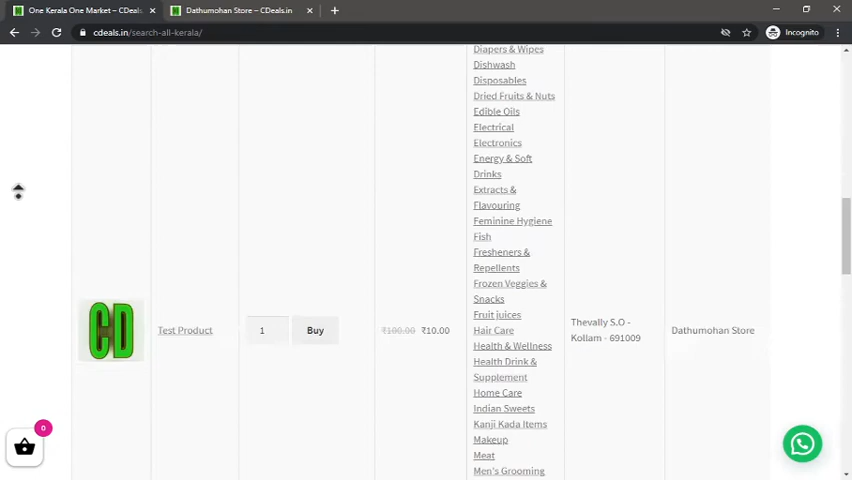 One Kerala One Market – CDeals.
Dathumohan Store – CDeals.in
cdeals.in/search-all-kerala/
Incognito
Diapers & Wipes
Dishwash
Disposables
Dried Fruits & Nuts
Edible Oils
Electrical
Electronics
Energy & Soft
Drinks
Extracts &
Flavouring
Feminine Hygiene
Fish
Fresheners &
Repellents
Frozen Veggies &
Snacks
Fruit juices
Hair Care
Health & Wellness
Health Drink &
Supplement
Home Care
Indian Sweets
Kanji Kada Items
Makeup
Meat
Men's Grooming
CD
Test Product
1
Buy
₹100.00 ₹10.00
Thevally S.O -
Kollam - 691009
Dathumohan Store
0